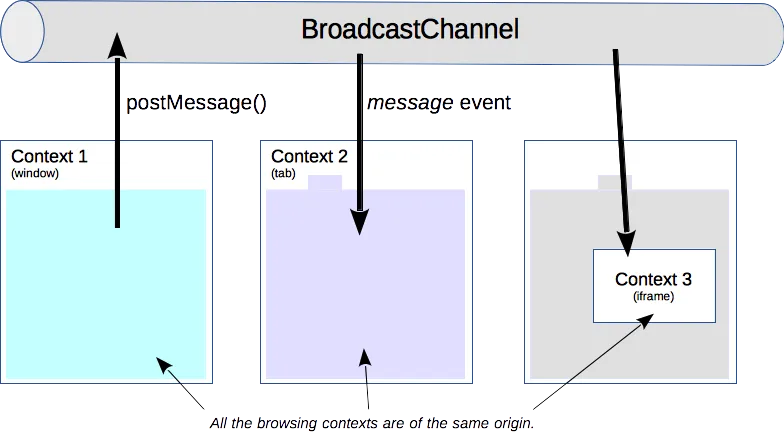 BroadcastChannel
postMessage()
message event
Context 1
(window)
Context 2
(tab)
Context 3
(iframe)
All the browsing contexts are of the same origin.